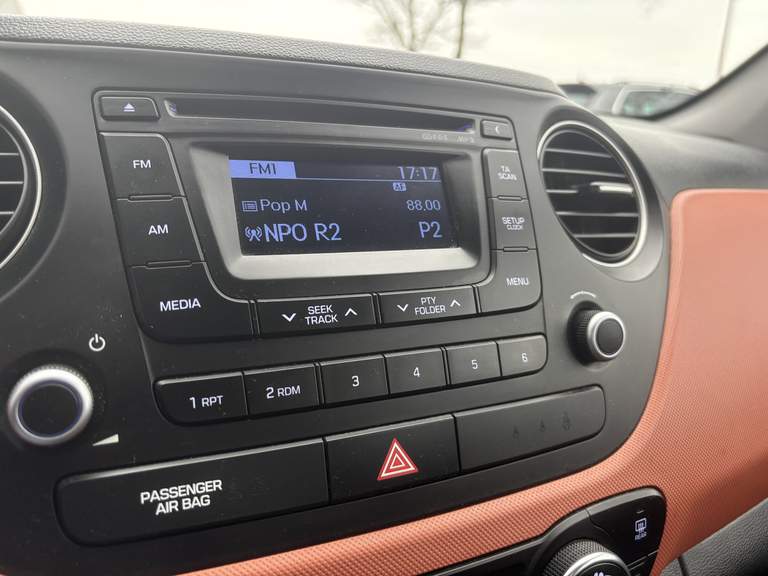 FM1
17:17
AF
Pop M
88.00
NPO R2
P2
FM
AM
MEDIA
TA
SCAN
SETUP
CLOCK
MENU
SEEK
TRACK
PTY
FOLDER
1 RPT
2 RDM
3
4
5
6
PASSENGER
AIR BAG
REAR